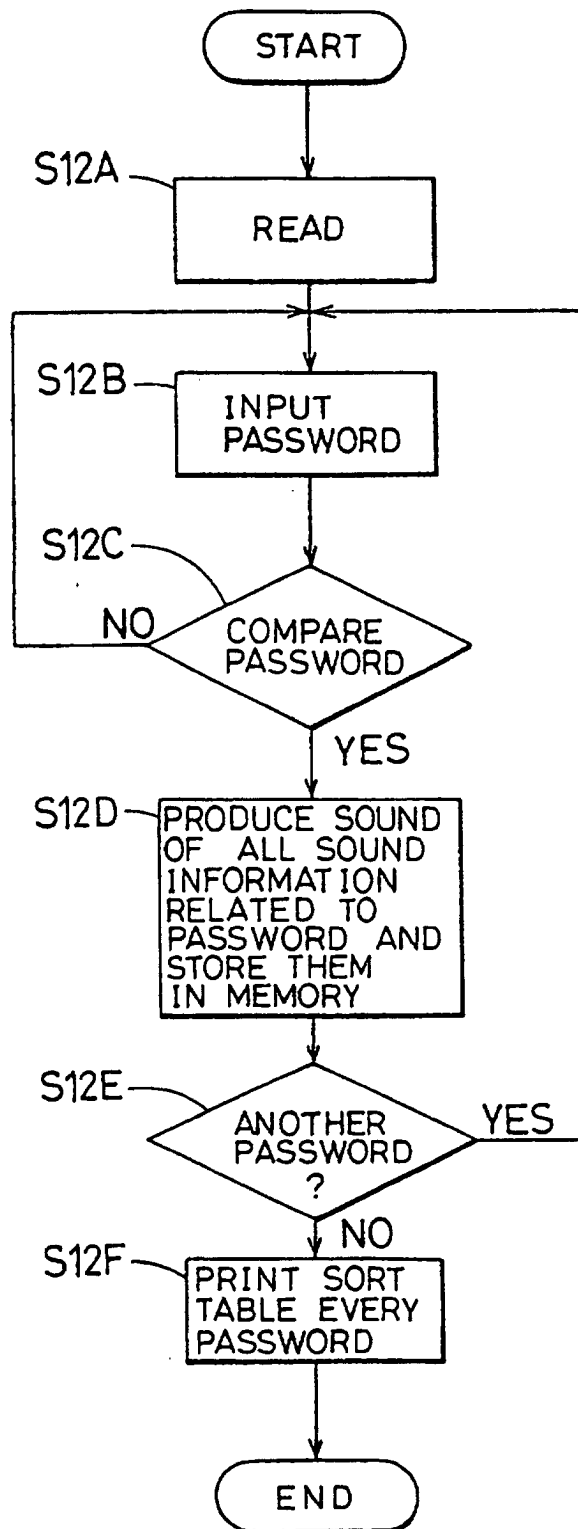 START
S12A
READ
S12B
INPUT
PASSWORD
S12C
COMPARE
PASSWORD
NO
YES
S12D
PRODUCE SOUND
OF ALL SOUND
INFORMATION
RELATED TO
PASSWORD AND
STORE THEM
IN MEMORY
S12E
ANOTHER
PASSWORD
?
YES
NO
S12F
PRINT SORT
TABLE EVERY
PASSWORD
END